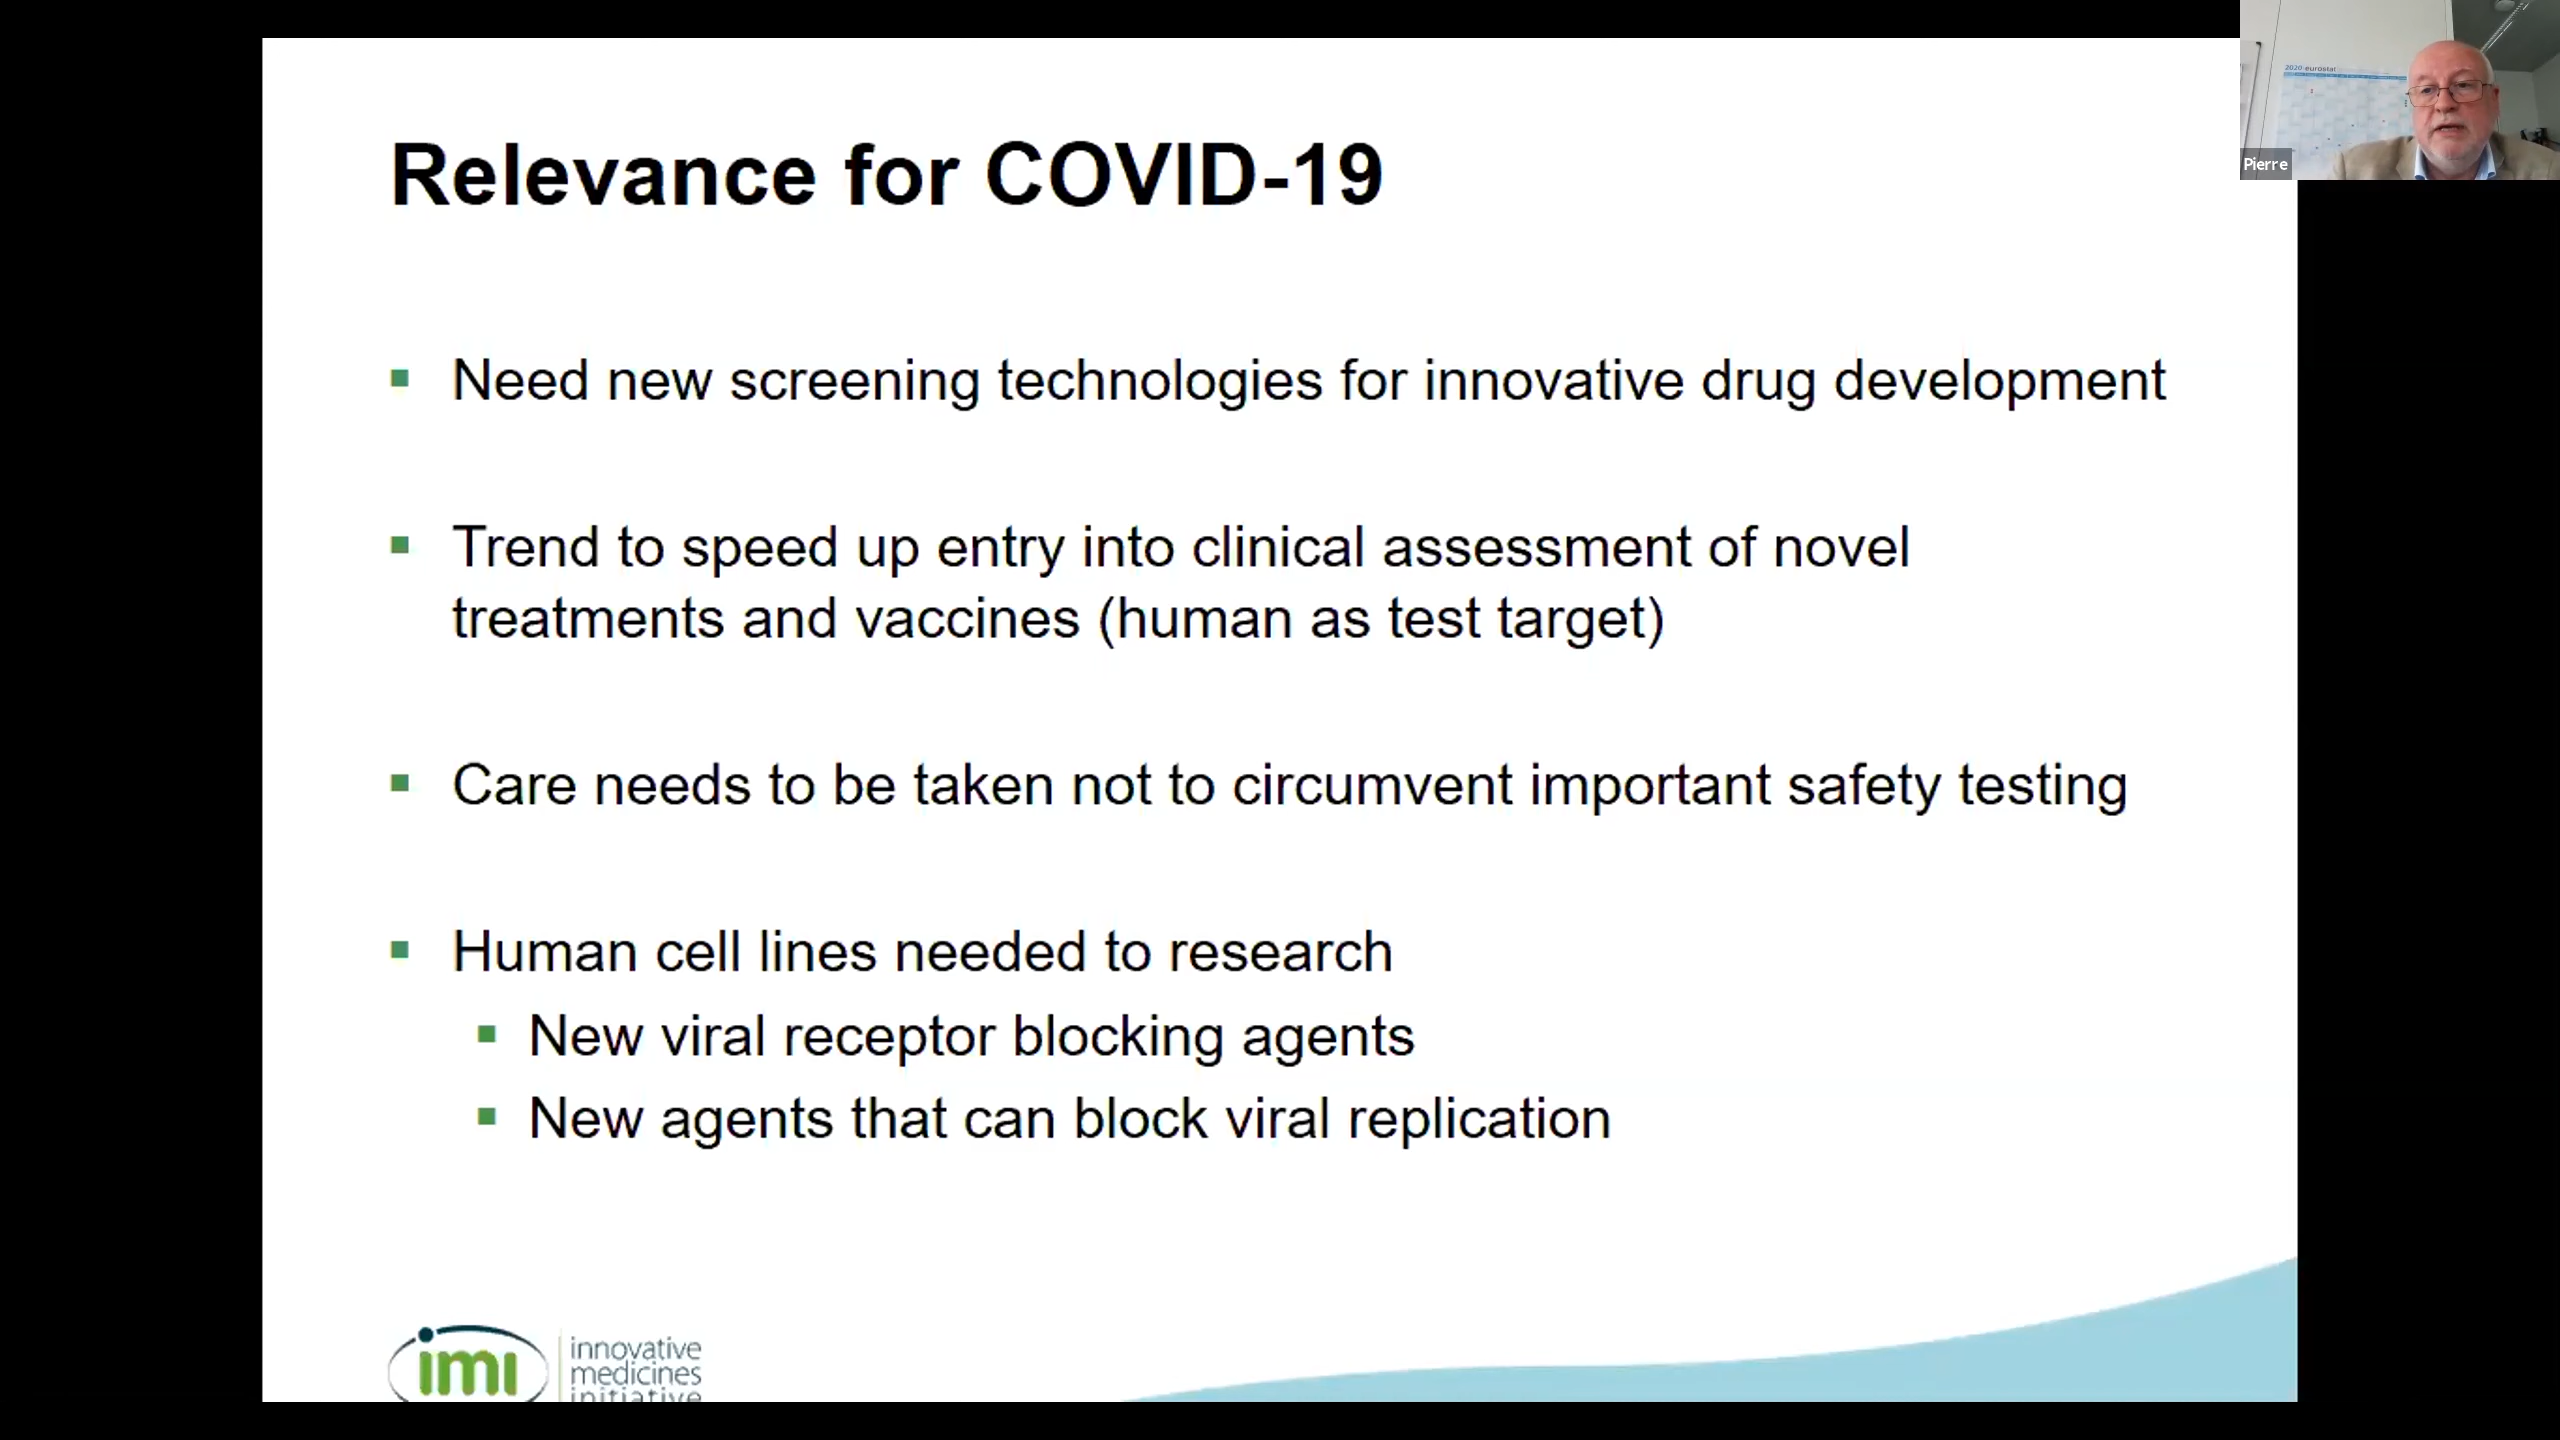 Relevance for COVID-19
Need new screening technologies for innovative drug development
Trend to speed up entry into clinical assessment of novel
treatments and vaccines (human as test target)
Care needs to be taken not to circumvent important safety testing
Human cell lines needed to research
New viral receptor blocking agents
New agents that can block viral replication
imi
innovative
medicines
initiative
2020 eurostat
Pierre